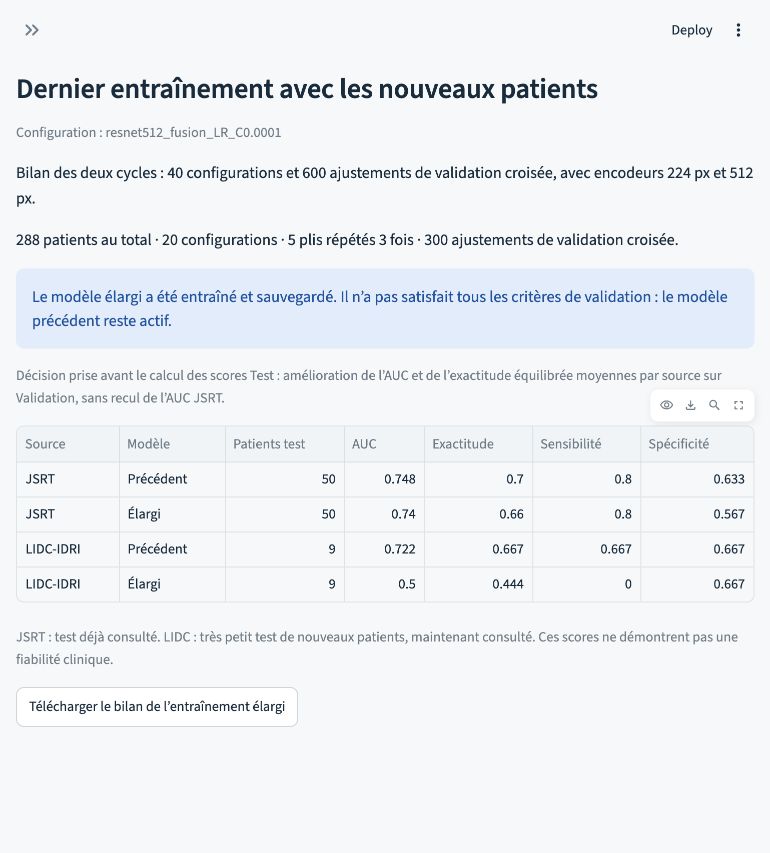 Deploy
Dernier entraînement avec les nouveaux patients
Configuration : resnet512_fusion_LR_C0.0001
Bilan des deux cycles : 40 configurations et 600 ajustements de validation croisée, avec encodeurs 224 px et 512
px.
288 patients au total · 20 configurations · 5 plis répétés 3 fois · 300 ajustements de validation croisée.
Le modèle élargi a été entraîné et sauvegardé. Il n’a pas satisfait tous les critères de validation : le modèle
précédent reste actif.
Décision prise avant le calcul des scores Test : amélioration de l’AUC et de l’exactitude équilibrée moyennes par source sur
Validation, sans recul de l’AUC JSRT.
Source Modèle Patients test AUC Exactitude Sensibilité Spécificité
JSRT Précédent 50 0.748 0.7 0.8 0.633
JSRT Élargi 50 0.74 0.66 0.8 0.567
LIDC-IDRI Précédent 9 0.722 0.667 0.667 0.667
LIDC-IDRI Élargi 9 0.5 0.444 0 0.667
JSRT : test déjà consulté. LIDC : très petit test de nouveaux patients, maintenant consulté. Ces scores ne démontrent pas une
fiabilité clinique.
Télécharger le bilan de l’entraînement élargi